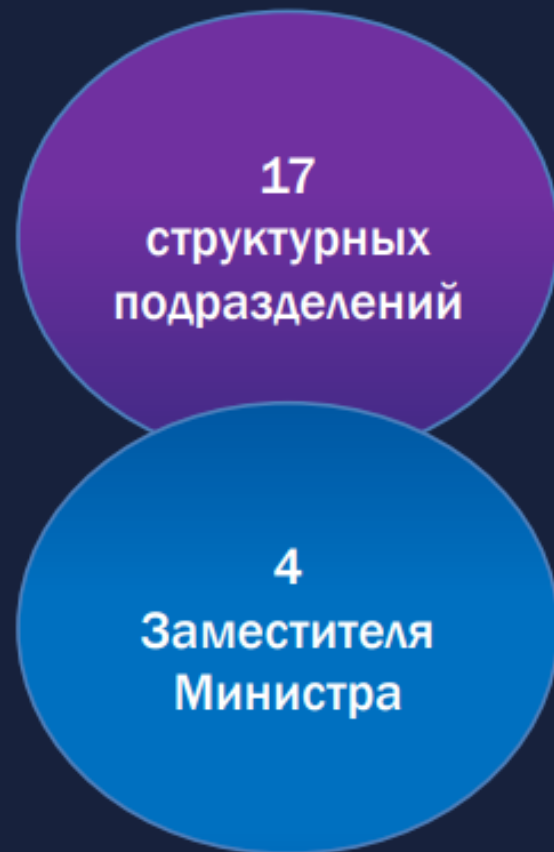 17
структурных
подразделений
4
Заместителя
Министра